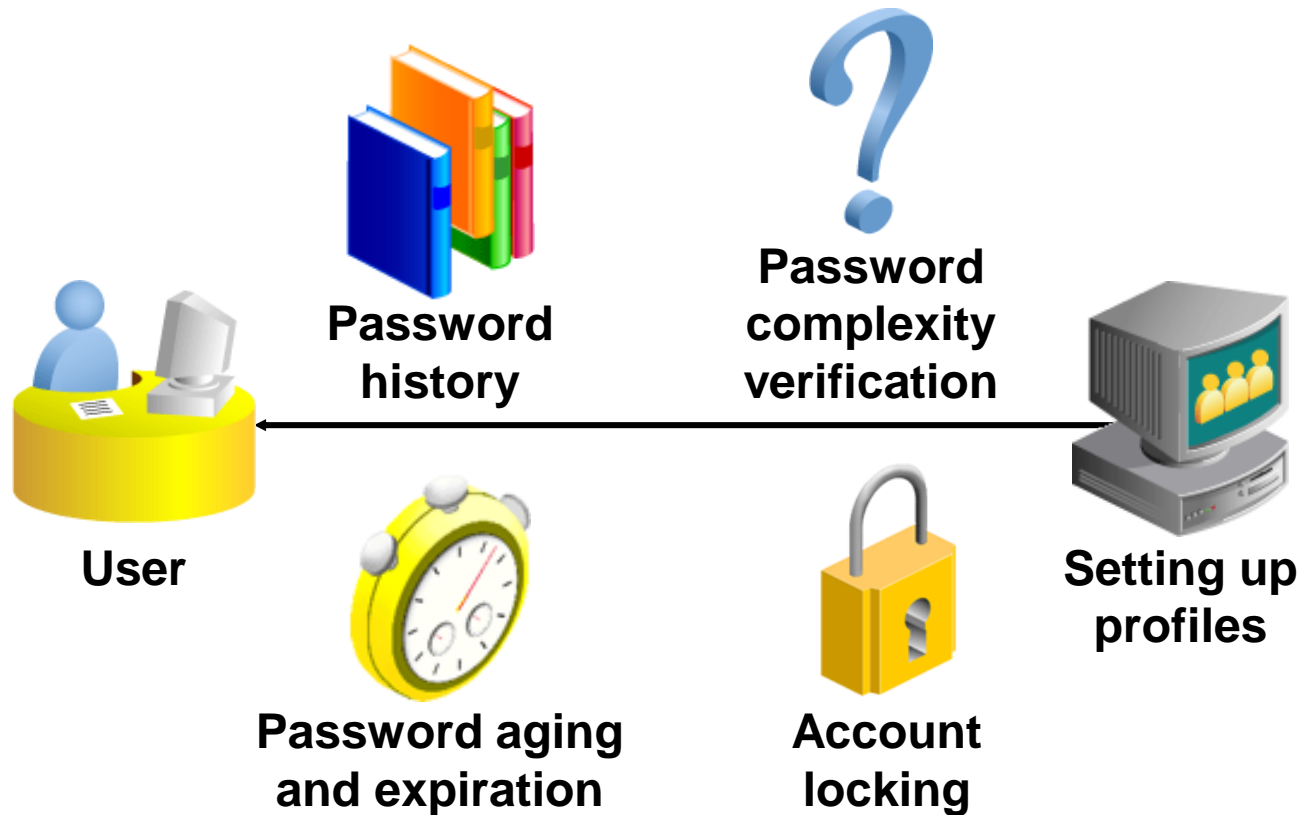 Password
history
Password
complexity
verification
User
Setting up
profiles
Password aging
and expiration
Account
locking